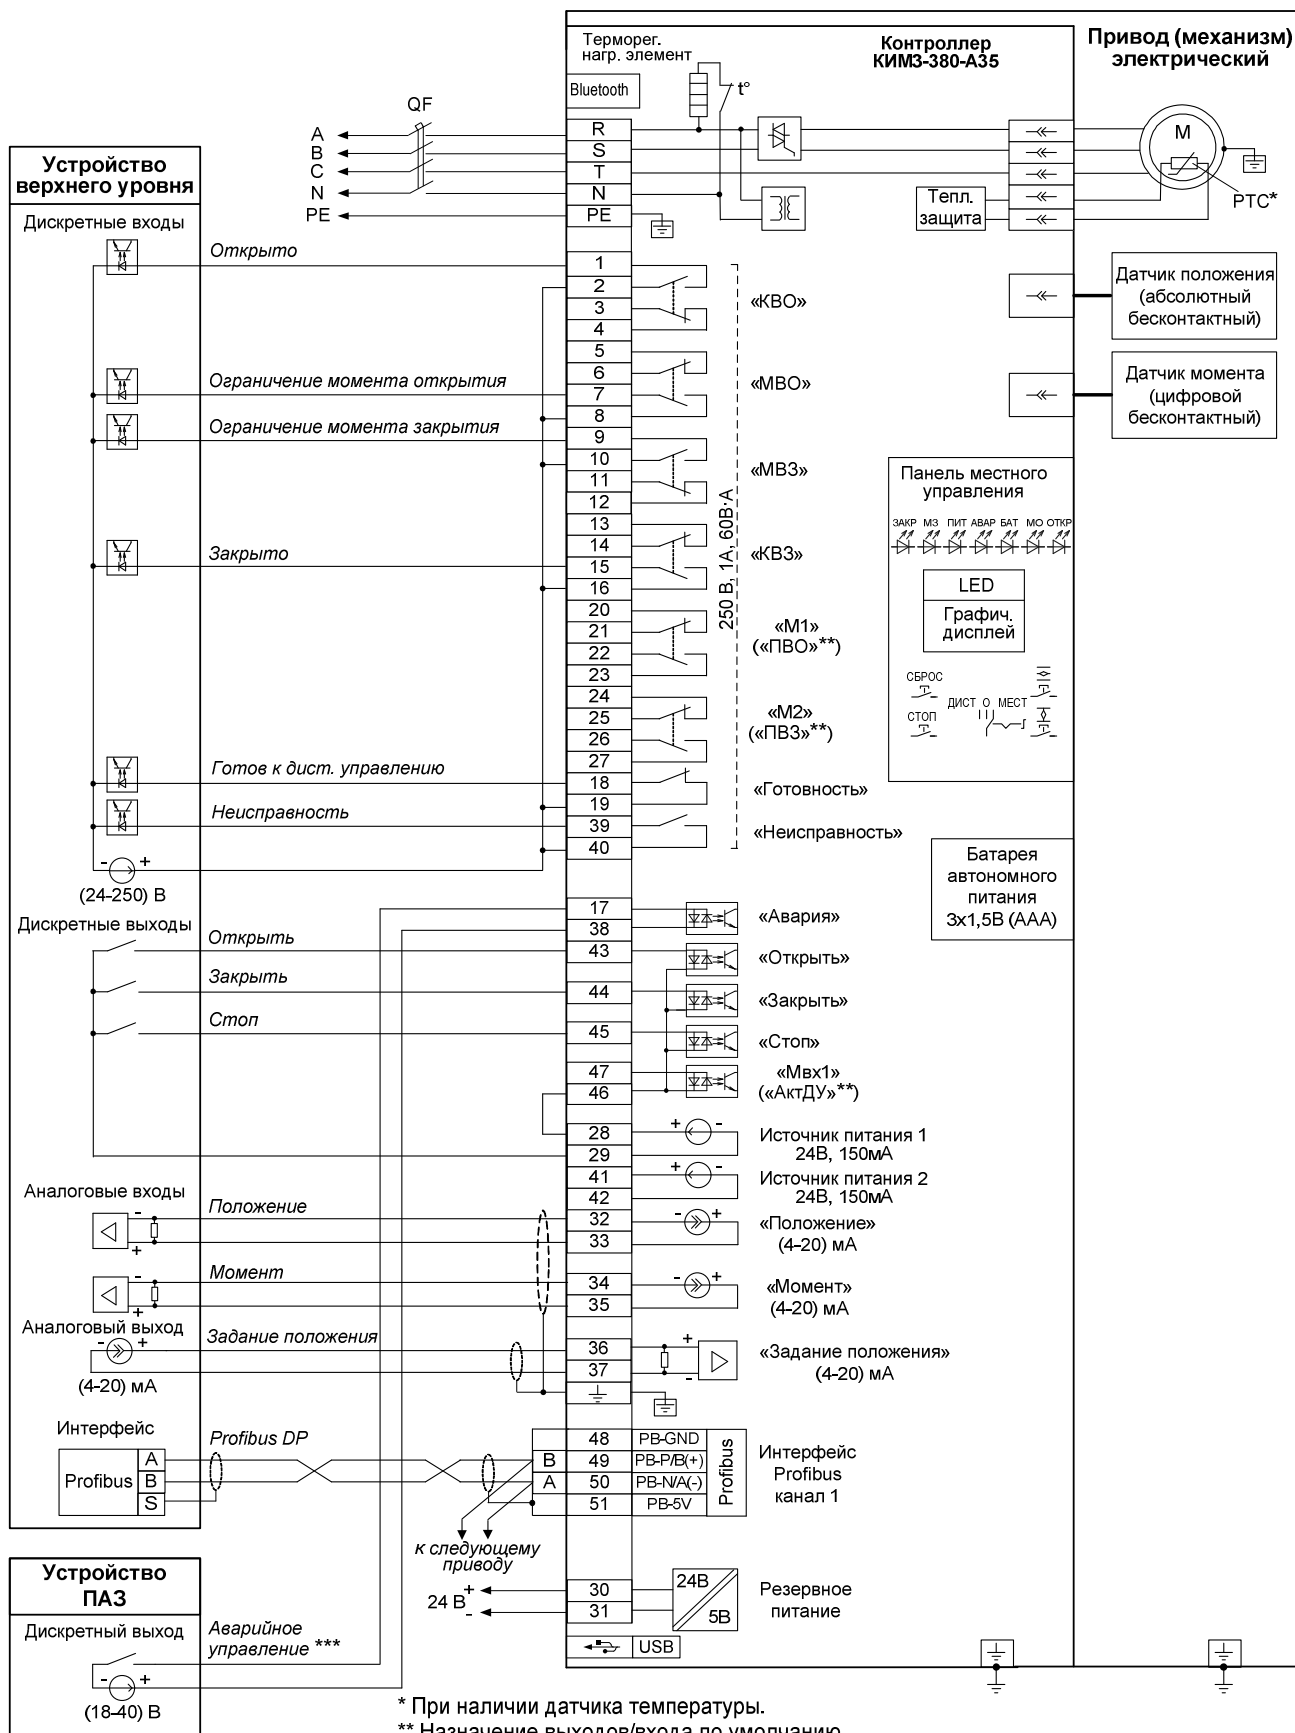 Терморег.
нагр. элемент
Контроллер
КИМ3-380-А35
Привод (механизм)
электрический
Bluetooth
t°
QF
A
B
C
N
PE
R
S
T
N
PE
M
PTC*
Тепл.
защита
Устройство
верхнего уровня
Дискретные входы
Открыто
Ограничение момента открытия
Ограничение момента закрытия
Закрыто
Готов к дист. управлению
Неисправность
- +
(24-250) В
1
2
3
4
5
6
7
8
9
10
11
12
13
14
15
16
20
21
22
23
24
25
26
27
18
19
39
40
«КВО»
«МВО»
«МВЗ»
«КВЗ»
«М1»
(«ПВО»**)
«М2»
(«ПВЗ»**)
«Готовность»
«Неисправность»
250 В, 1А, 60В·А
Датчик положения
(абсолютный
бесконтактный)
Датчик момента
(цифровой
бесконтактный)
Панель местного
управления
ЗАКР МЗ ПИТ АВАР БАТ МО ОТКР
LED
Графич.
дисплей
СБРОС
ДИСТ О МЕСТ
СТОП
Батарея
автономного
питания
3х1,5В (ААА)
Дискретные выходы
Открыть
Закрыть
Стоп
17
38
43
44
45
47
46
28
29
41
42
32
33
34
35
36
37
«Авария»
«Открыть»
«Закрыть»
«Стоп»
«Мвх1»
(«АктДУ»**)
+ -
Источник питания 1
24В, 150мА
+ -
Источник питания 2
24В, 150мА
- +
«Положение»
(4-20) мА
- +
«Момент»
(4-20) мА
+
-
«Задание положения»
(4-20) мА
Аналоговые входы
Положение
-
+
Момент
-
+
Аналоговый выход
Задание положения
- +
(4-20) мА
Интерфейс
Profibus DP
Profibus
A
B
S
B
A
48 PB-GND
49 PB-P/B(+)
50 PB-N/A(-)
51 PB-5V
Profibus
Интерфейс
Profibus
канал 1
к следующему
приводу
24 В
+
-
30
31
24В
5В
Резервное
питание
USB
Устройство
ПАЗ
Дискретный выход
Аварийное
управление ***
- +
(18-40) В
* При наличии датчика температуры.
** Назначение выходов/входа по умолчанию